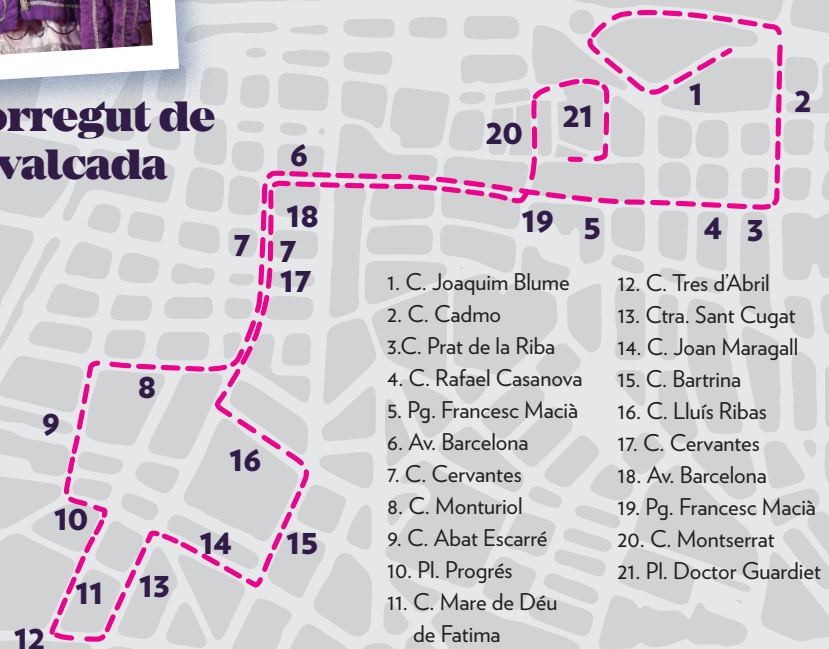 orregut de
valcada
1
2
20
21
6
18
7
7
17
19
5
4
3
8
9
16
10
14
15
11
13
12
1. C. Joaquim Blume
2. C. Cadmo
3.C. Prat de la Riba
4. C. Rafael Casanova
5. Pg. Francesc Macià
6. Av. Barcelona
7. C. Cervantes
8. C. Monturiol
9. C. Abat Escarré
10. Pl. Progrés
11. C. Mare de Déu
de Fatima
12. C. Tres d'Abril
13. Ctra. Sant Cugat
14. C. Joan Maragall
15. C. Bartrina
16. C. Lluís Ribas
17. C. Cervantes
18. Av. Barcelona
19. Pg. Francesc Macià
20. C. Montserrat
21. Pl. Doctor Guardiet